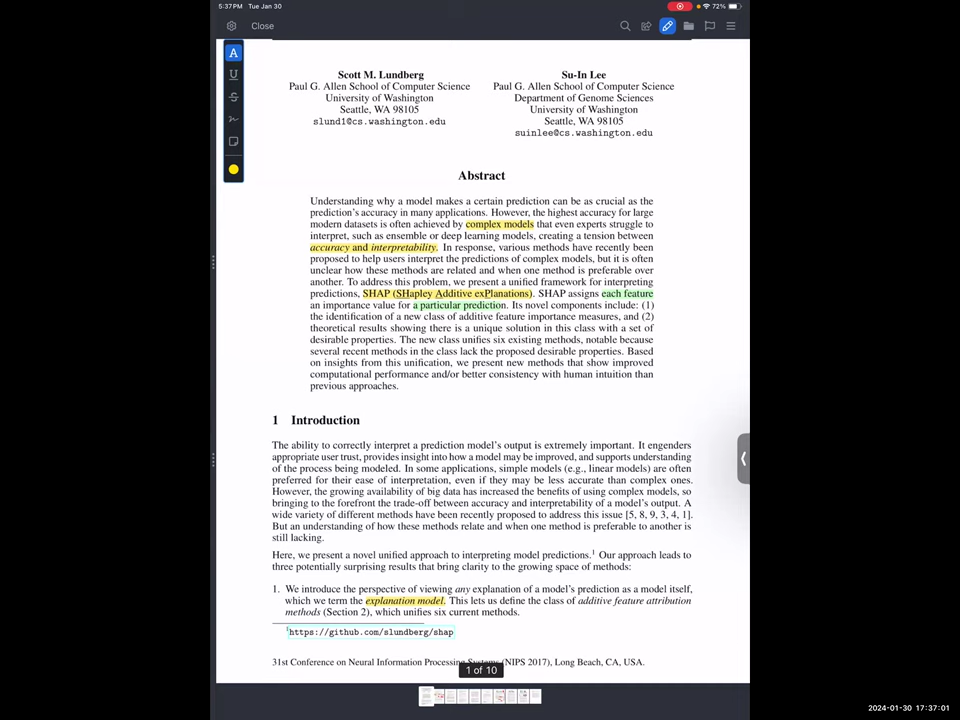 5:37PM Tue Jan 30
72%
Close
A
U
S
Scott M. Lundberg
Paul G. Allen School of Computer Science
University of Washington
Seattle, WA 98105
slund1@cs.washington.edu
Su-In Lee
Paul G. Allen School of Computer Science
Department of Genome Sciences
University of Washington
Seattle, WA 98105
suinlee@cs.washington.edu
Abstract
Understanding why a model makes a certain prediction can be as crucial as the
prediction's accuracy in many applications. However, the highest accuracy for large
modern datasets is often achieved by complex models that even experts struggle to
interpret, such as ensemble or deep learning models, creating a tension between
accuracy and interpretability. In response, various methods have recently been
proposed to help users interpret the predictions of complex models, but it is often
unclear how these methods are related and when one method is preferable over
another. To address this problem, we present a unified framework for interpreting
predictions, SHAP (SHapley Additive exPlanations). SHAP assigns each feature
an importance value for a particular prediction. Its novel components include: (1)
the identification of a new class of additive feature importance measures, and (2)
theoretical results showing there is a unique solution in this class with a set of
desirable properties. The new class unifies six existing methods, notable because
several recent methods in the class lack the proposed desirable properties. Based
on insights from this unification, we present new methods that show improved
computational performance and/or better consistency with human intuition than
previous approaches.
1 Introduction
The ability to correctly interpret a prediction model's output is extremely important. It engenders
appropriate user trust, provides insight into how a model may be improved, and supports understanding
of the process being modeled. In some applications, simple models (e.g., linear models) are often
preferred for their ease of interpretation, even if they may be less accurate than complex ones.
However, the growing availability of big data has increased the benefits of using complex models, so
bringing to the forefront the trade-off between accuracy and interpretability of a model's output. A
wide variety of different methods have been recently proposed to address this issue [5, 8, 9, 3, 4, 1].
But an understanding of how these methods relate and when one method is preferable to another is
still lacking.
Here, we present a novel unified approach to interpreting model predictions.1 Our approach leads to
three potentially surprising results that bring clarity to the growing space of methods:
1. We introduce the perspective of viewing any explanation of a model's prediction as a model itself,
which we term the explanation model. This lets us define the class of additive feature attribution
methods (Section 2), which unifies six current methods.
1https://github.com/slundberg/shap
31st Conference on Neural Information Processing Systems (NIPS 2017), Long Beach, CA, USA.
1 of 10
2024-01-30 17:37:01